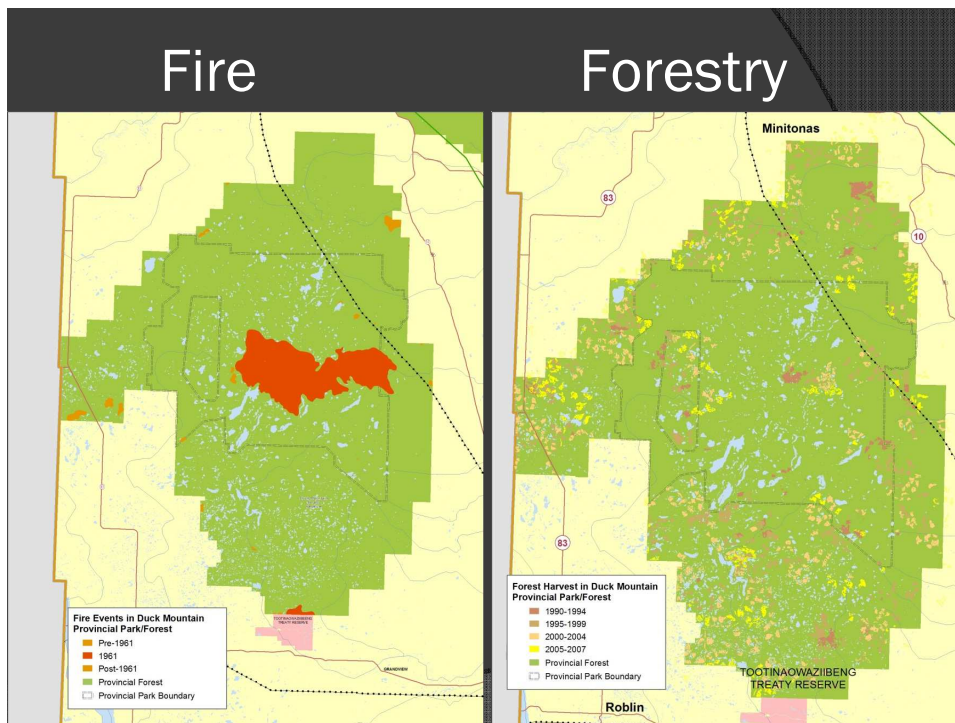 Fire
Forestry
TOOTINAOWAZIIBENG
TREATY RESERVE
GRANDVIEW
Fire Events in Duck Mountain
Provincial Park/Forest
Pre-1961
1961
Post-1961
Provincial Forest
Provincial Park Boundary
Minitonas
83
10
83
Forest Harvest in Duck Mountain
Provincial Park/Forest
1990-1994
1995-1999
2000-2004
2005-2007
Provincial Forest
Provincial Park Boundary
TOOTINAOWAZIIBENG
TREATY RESERVE
Roblin